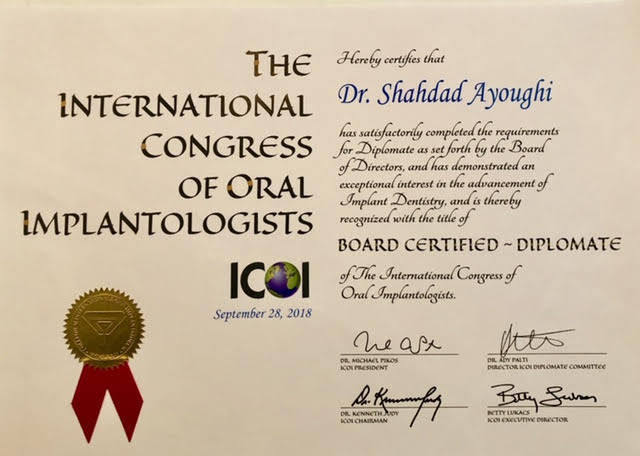 THE
INTERNATIONAL
CONGRESS
OF ORAL
IMPLANTOLOGISTS
ICOI
September 28, 2018
Hereby certifies that
Dr. Shahdad Ayoughi
has satisfactorily completed the requirements
for Diplomate as set forth by the Board
of Directors, and has demonstrated an
exceptional interest in the advancement of
Implant Dentistry, and is thereby
recognized with the title of
BOARD CERTIFIED ~ DIPLOMATE
of The International Congress of
Oral Implantologists.
DR. MICHAEL PIKOS
ICOI PRESIDENT
DR. ADY PALTI
DIRECTOR ICOI DIPLOMATE COMMITTEE
DR. KENNETH JUDY
ICOI CHAIRMAN
BETTY LUKACS
ICOI EXECUTIVE DIRECTOR